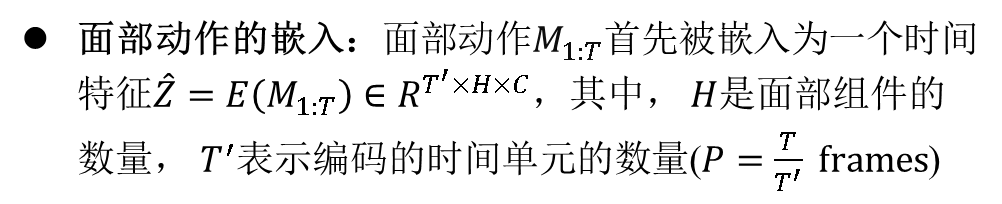 ● 面部动作的嵌入：面部动作𝑀₁:𝑇首先被嵌入为一个时间
特征Ẑ = E(M₁:T) ∈ R^{T′×H×C}，其中， H是面部组件的
数量， T′表示编码的时间单元的数量(P = T/T′ frames)